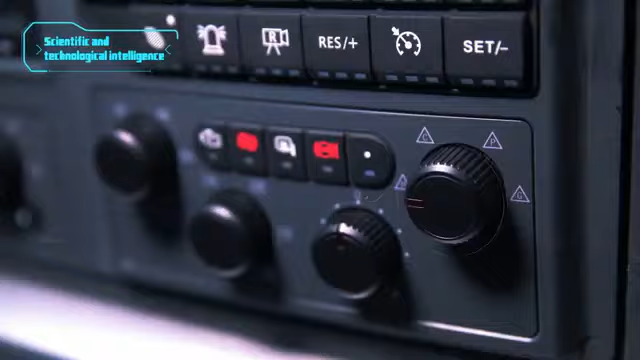 Scientific and
technological intelligence
R
RES/+
SET/-
C
P
G